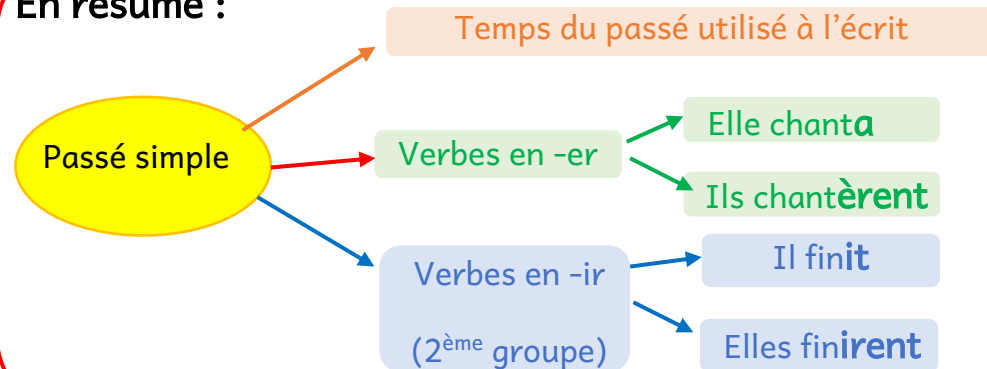 En résumé :
Temps du passé utilisé à l'écrit
Passé simple
Verbes en -er
Elle chanta
Ils chantèrent
Verbes en -ir
(2ème groupe)
Il finit
Elles finirent